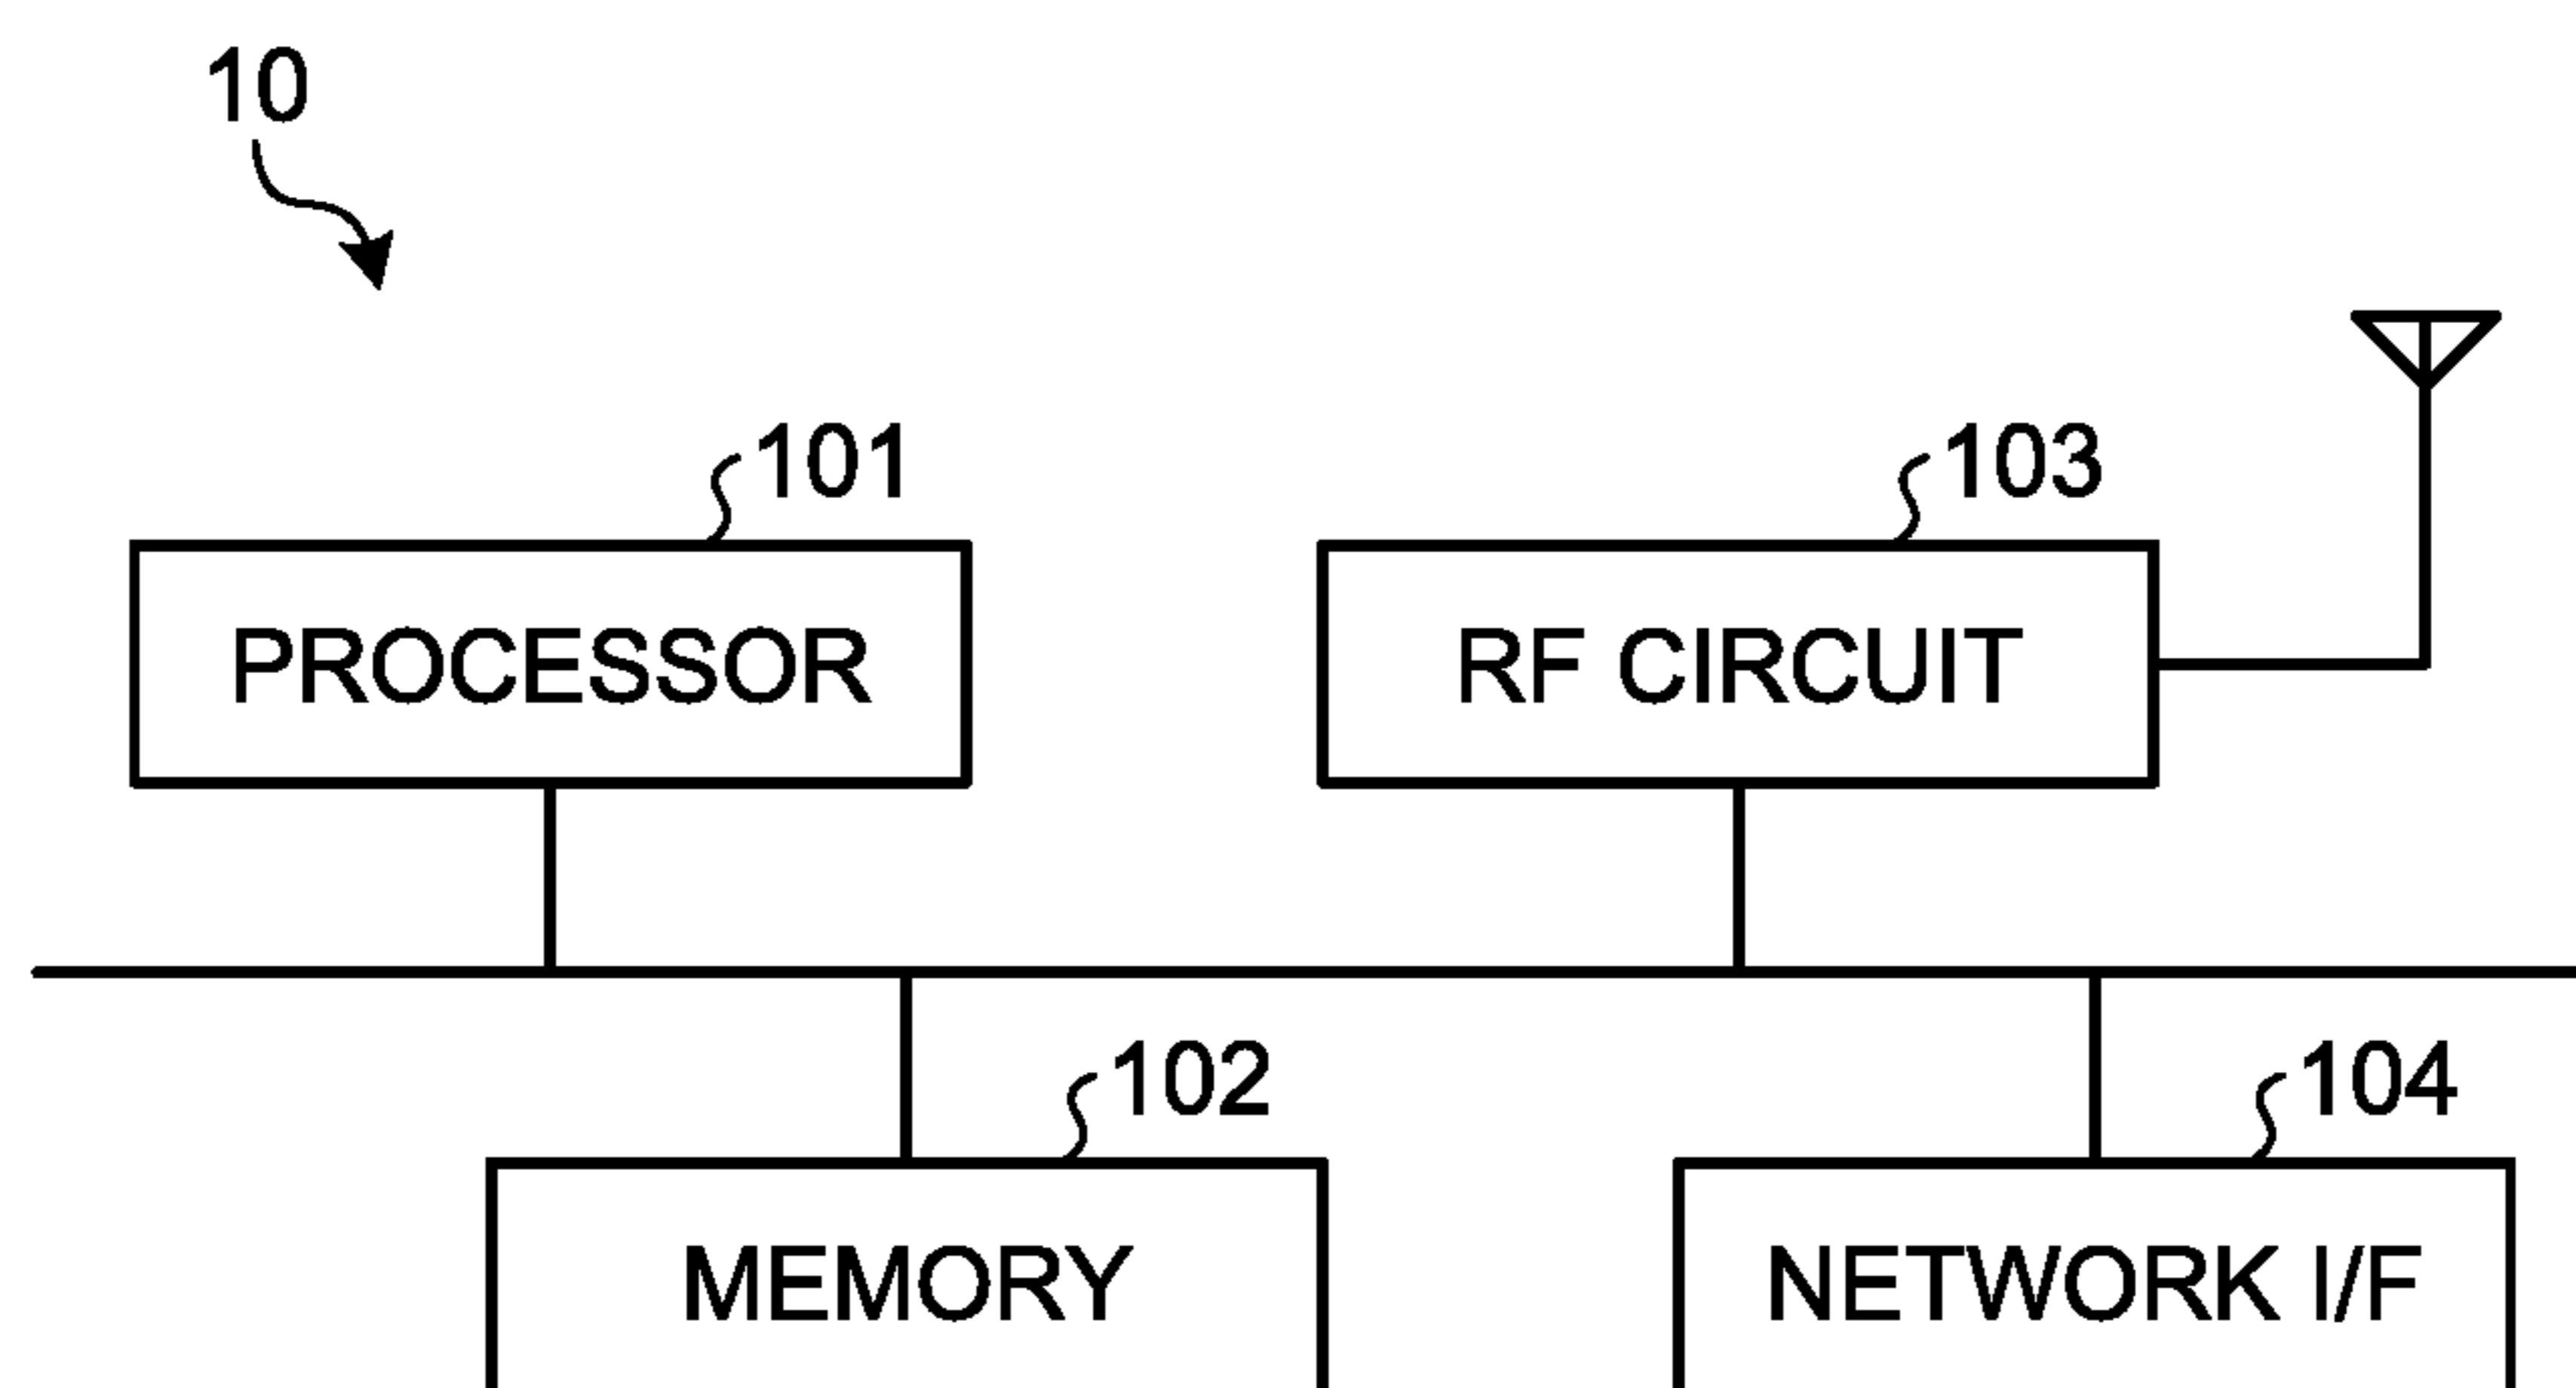 10
101
103
PROCESSOR
RF CIRCUIT
102
104
MEMORY
NETWORK I/F